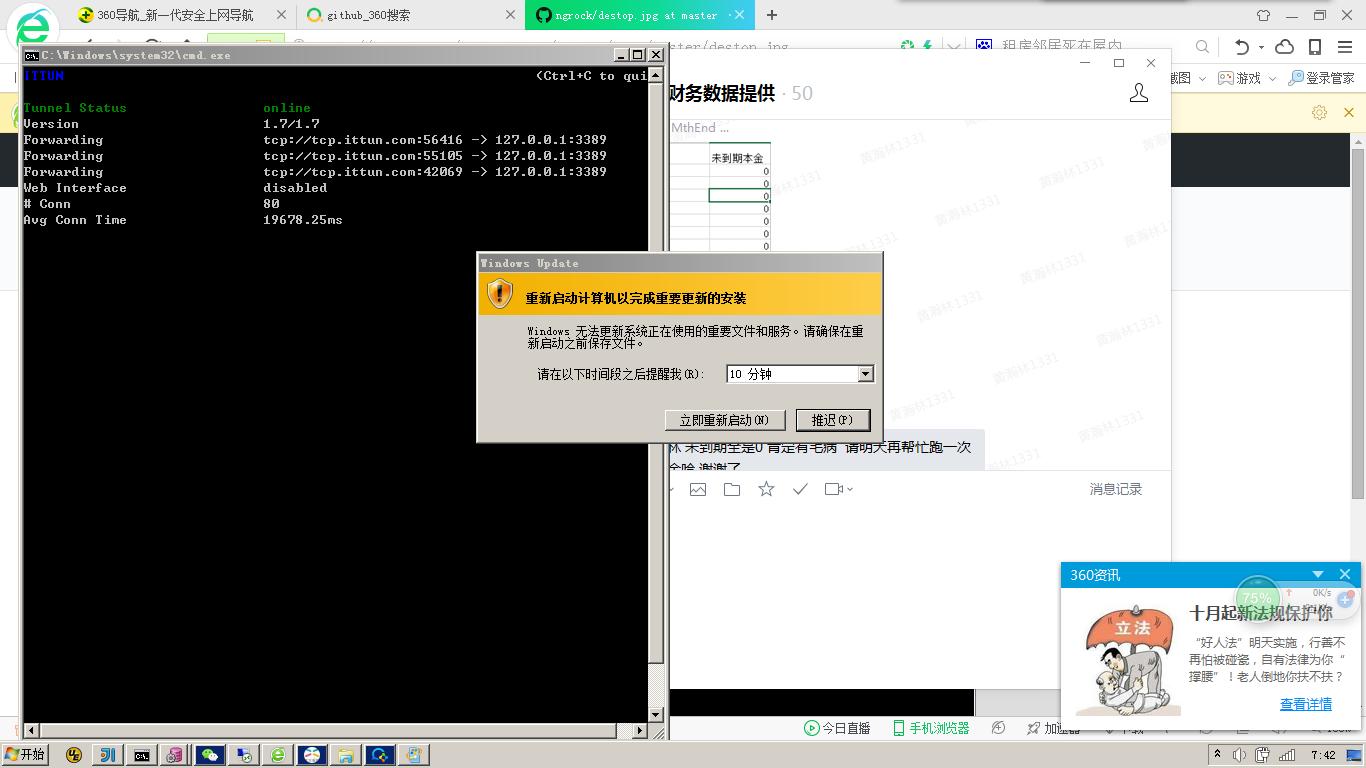 360导航_新一代安全上网导航
github_360搜索
ngrock/destop.jpg at master
租房邻居死在屋内
截图
游戏
登录管家
C:\Windows\system32\cmd.exe
ITTUN (Ctrl+C to qui
Tunnel Status online
Version 1.7/1.7
Forwarding tcp://tcp.ittun.com:56416 -> 127.0.0.1:3389
Forwarding tcp://tcp.ittun.com:55105 -> 127.0.0.1:3389
Forwarding tcp://tcp.ittun.com:42069 -> 127.0.0.1:3389
Web Interface disabled
# Conn 80
Avg Conn Time 19678.25ms
财务数据提供 · 50
MthEnd ...
未到期本金
0
0
0
0
0
0
0
黄瀚林1331
Windows Update
重新启动计算机以完成重要更新的安装
Windows 无法更新系统正在使用的重要文件和服务。请确保在重
新启动之前保存文件。
请在以下时间段之后提醒我(R):
10 分钟
立即重新启动(N)
推迟(P)
未到期全是0 肯定有毛病 请明天再帮忙跑一次
谢谢了
消息记录
360资讯
75%
0K/s
十月起新法规保护你
“好人法”明天实施，行善不
再怕被碰瓷，自有法律为你“
撑腰”！老人倒地你扶不扶？
查看详情
今日直播
手机浏览器
加速器
下载
开始
7:42